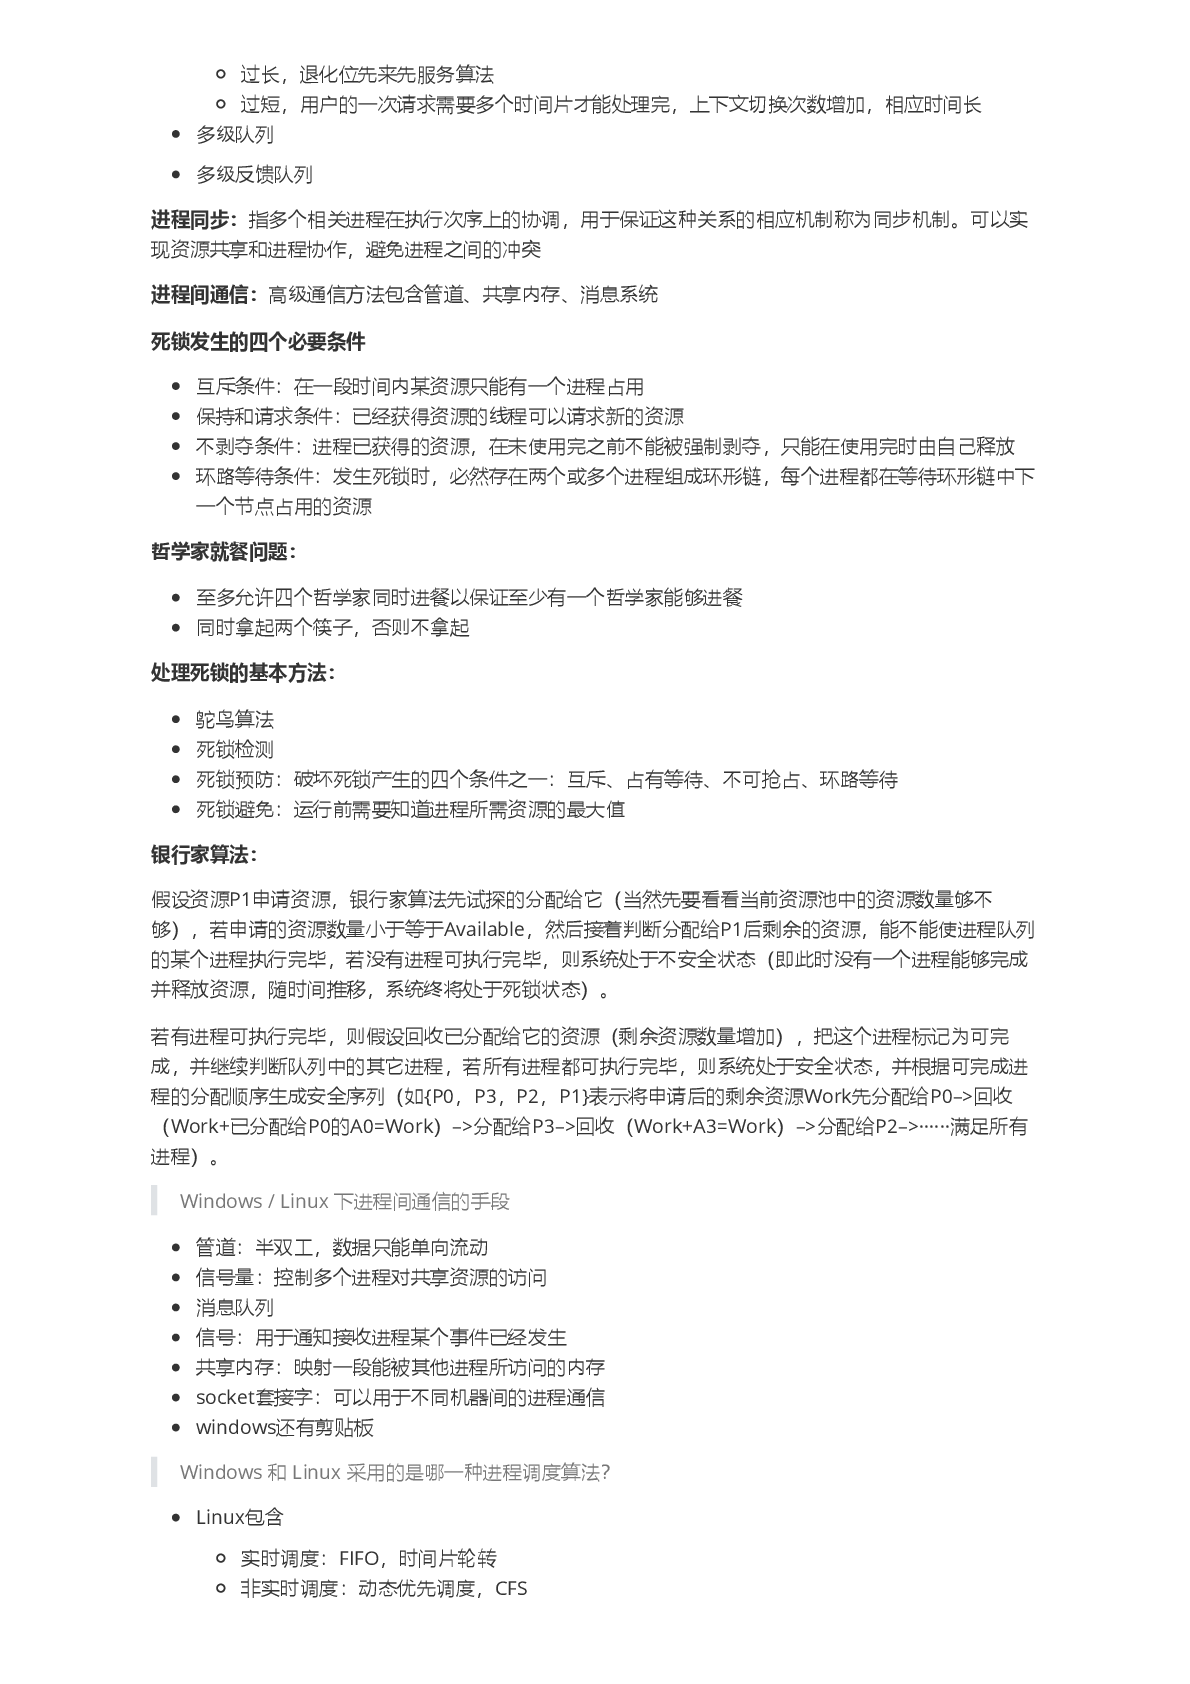 过长，退化位先来先服务算法
过短，用户的一次请求需要多个时间片才能处理完，上下文切换次数增加，相应时间长
多级队列
多级反馈队列
进程同步：指多个相关进程在执行次序上的协调，用于保证这种关系的相应机制称为同步机制。可以实
现资源共享和进程协作，避免进程之间的冲突
进程间通信：高级通信方法包含管道、共享内存、消息系统
死锁发生的四个必要条件
互斥条件：在一段时间内某资源只能有一个进程占用
保持和请求条件：已经获得资源的线程可以请求新的资源
不剥夺条件：进程已获得的资源，在未使用完之前不能被强制剥夺，只能在使用完时由自己释放
环路等待条件：发生死锁时，必然存在两个或多个进程组成环形链，每个进程都在等待环形链中下
一个节点占用的资源
哲学家就餐问题：
至多允许四个哲学家同时进餐以保证至少有一个哲学家能够进餐
同时拿起两个筷子，否则不拿起
处理死锁的基本方法：
鸵鸟算法
死锁检测
死锁预防：破坏死锁产生的四个条件之一：互斥、占有等待、不可抢占、环路等待
死锁避免：运行前需要知道进程所需资源的最大值
银行家算法：
假设资源P1申请资源，银行家算法先试探的分配给它（当然先要看看当前资源池中的资源数量够不
够），若申请的资源数量小于等于Available，然后接着判断分配给P1后剩余的资源，能不能使进程队列
的某个进程执行完毕，若没有进程可执行完毕，则系统处于不安全状态（即此时没有一个进程能够完成
并释放资源，随时间推移，系统终将处于死锁状态）。
若有进程可执行完毕，则假设回收已分配给它的资源（剩余资源数量增加），把这个进程标记为可完
成，并继续判断队列中的其它进程，若所有进程都可执行完毕，则系统处于安全状态，并根据可完成进
程的分配顺序生成安全序列（如{P0，P3，P2，P1}表示将申请后的剩余资源Work先分配给P0–>回收
（Work+已分配给P0的A0=Work）–>分配给P3–>回收（Work+A3=Work）–>分配给P2–>······满足所有
进程）。
Windows / Linux 下进程间通信的手段
管道：半双工，数据只能单向流动
信号量：控制多个进程对共享资源的访问
消息队列
信号：用于通知接收进程某个事件已经发生
共享内存：映射一段能被其他进程所访问的内存
socket套接字：可以用于不同机器间的进程通信
windows还有剪贴板
Windows 和 Linux 采用的是哪一种进程调度算法？
Linux包含
实时调度：FIFO，时间片轮转
非实时调度：动态优先调度，CFS